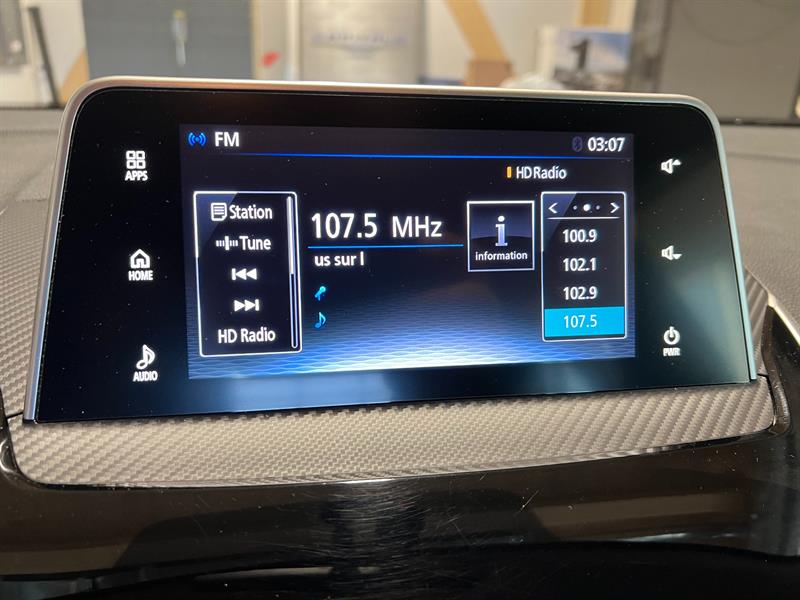 FM
03:07
HD Radio
APPS
HOME
AUDIO
Station
Tune
HD Radio
107.5 MHz
us sur l
i
information
100.9
102.1
102.9
107.5
PWR